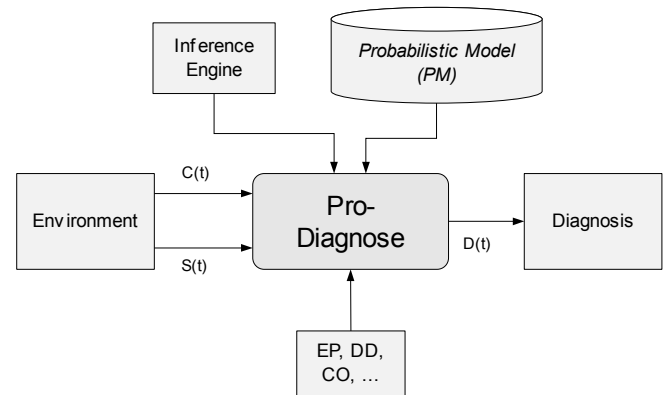 Inference
Engine
Probabilistic Model
(PM)
C(t)
Environment
S(t)
Pro-
Diagnose
D(t)
Diagnosis
EP, DD,
CO, ...